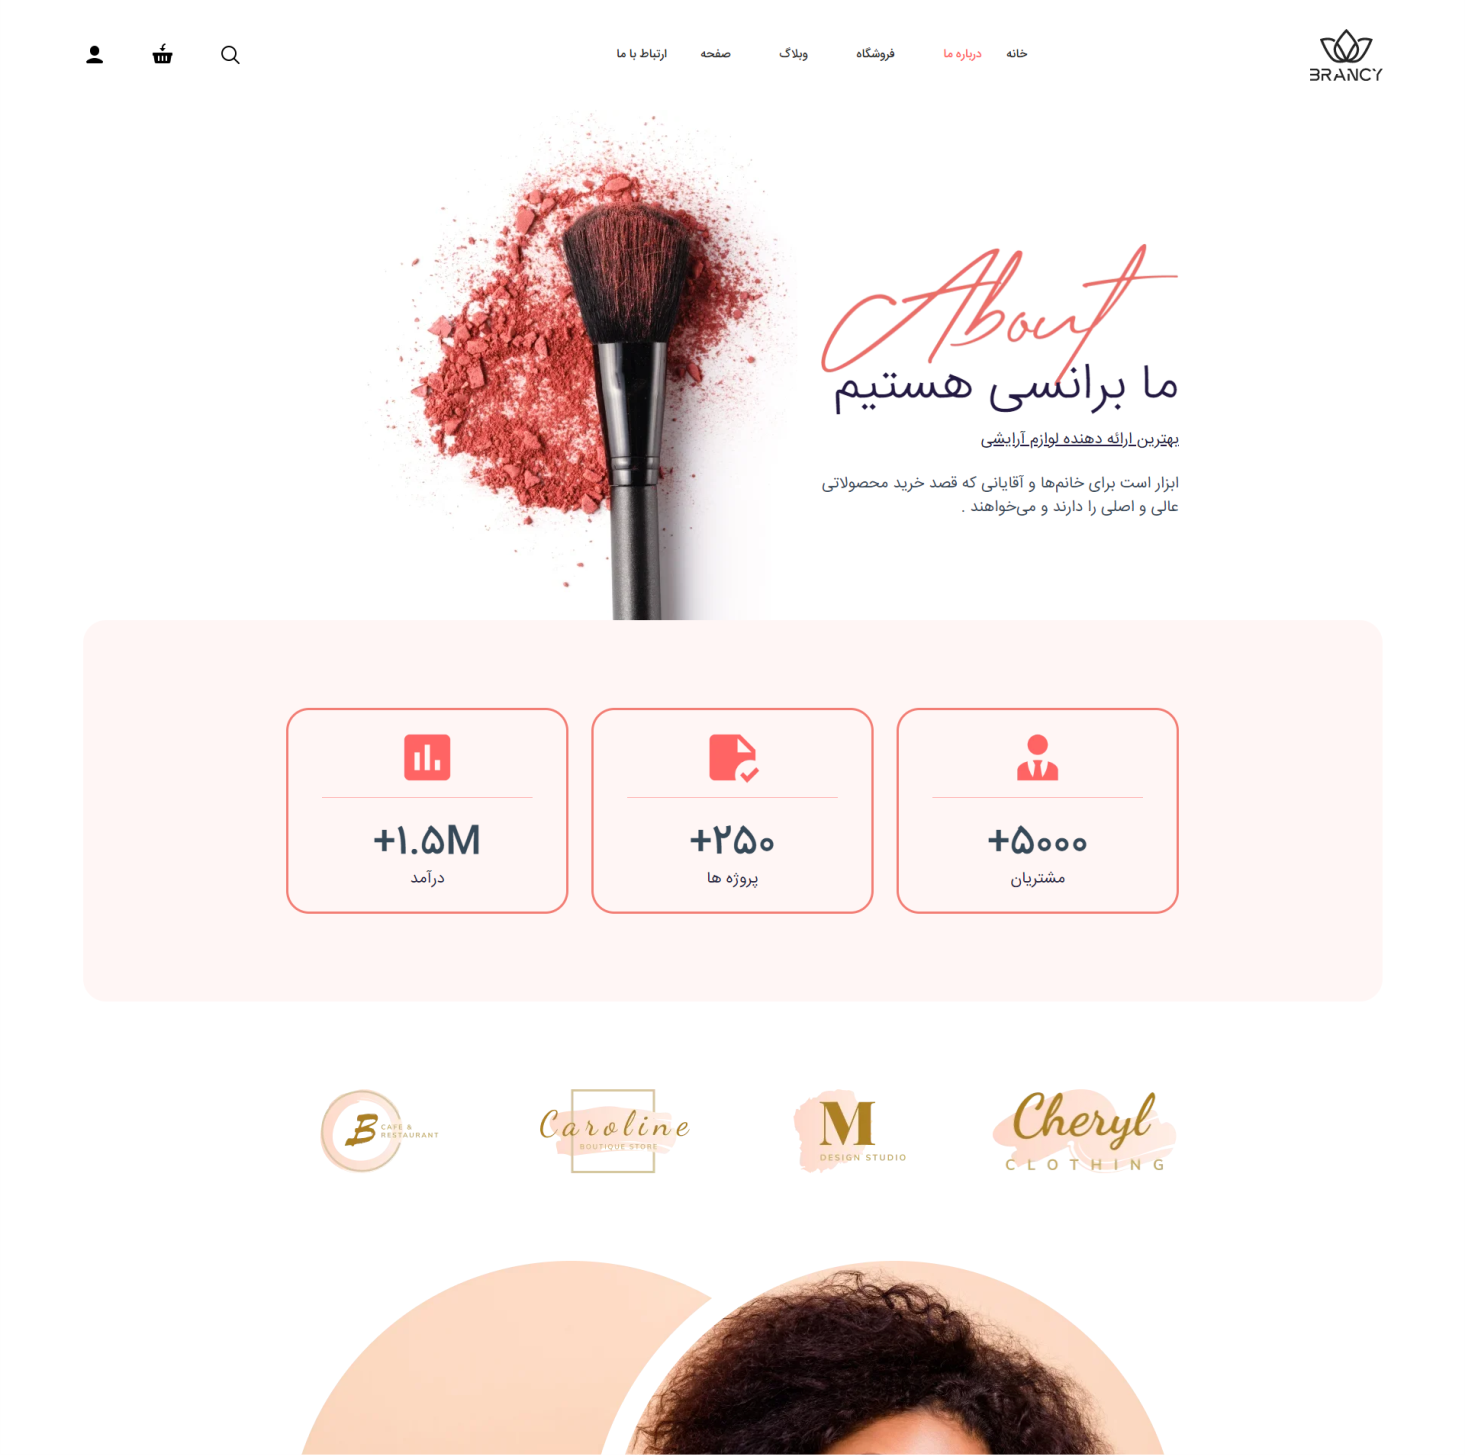 BRANCY
خانه
درباره ما
فروشگاه
وبلاگ
صفحه
ارتباط با ما
About
ما برانسی هستیم
بهترین ارائه دهنده لوازم آرایشی
ابزار است برای خانم‌ها و آقایانی که قصد خرید محصولاتی
عالی و اصلی را دارند و می‌خواهند .
+۵۰۰۰
مشتریان
+۲۵۰
پروژه ها
+۱.۵M
درآمد
Cheryl
CLOTHING
M
DESIGN STUDIO
Caroline
BOUTIQUE STORE
B
CAFE &
RESTAURANT